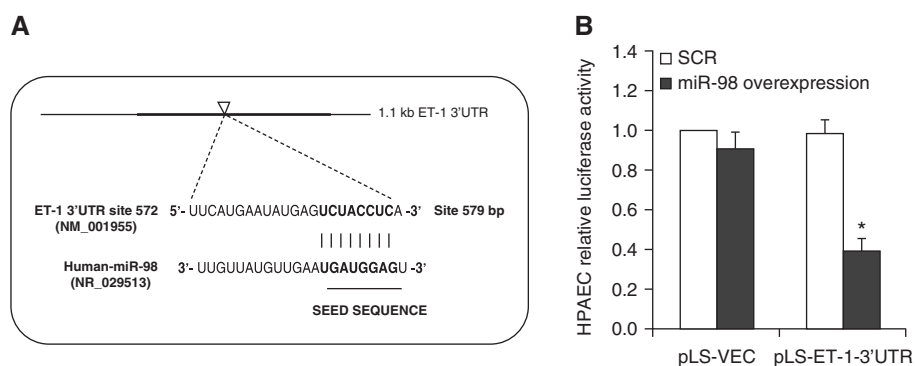 A
1.1 kb ET-1 3'UTR
ET-1 3'UTR site 572 5'- UUCAUGAAUAUGAGUCUACCUCA -3' Site 579 bp
(NM_001955)
Human-miR-98 3'- UUGUUAUGUUGAAUGAUGGAGU -3'
(NR_029513)
SEED SEQUENCE
B
HPAEC relative luciferase activity
1.4
1.2
1.0
0.8
0.6
0.4
0.2
0.0
SCR
miR-98 overexpression
*
pLS-VEC pLS-ET-1-3'UTR